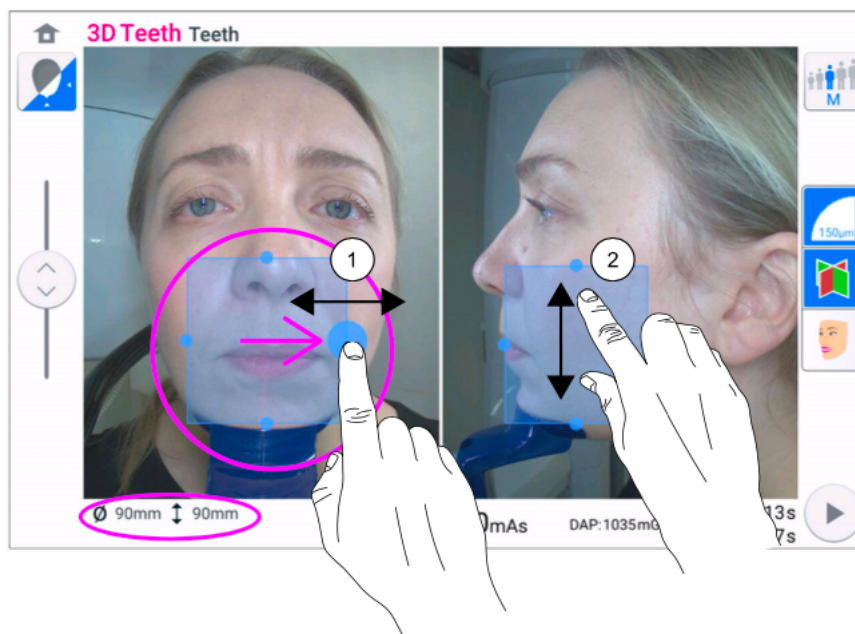 3D Teeth Teeth
M
1
2
150µm
Ø 90mm ↕ 90mm
mAs
DAP:1035mG
13s
7s